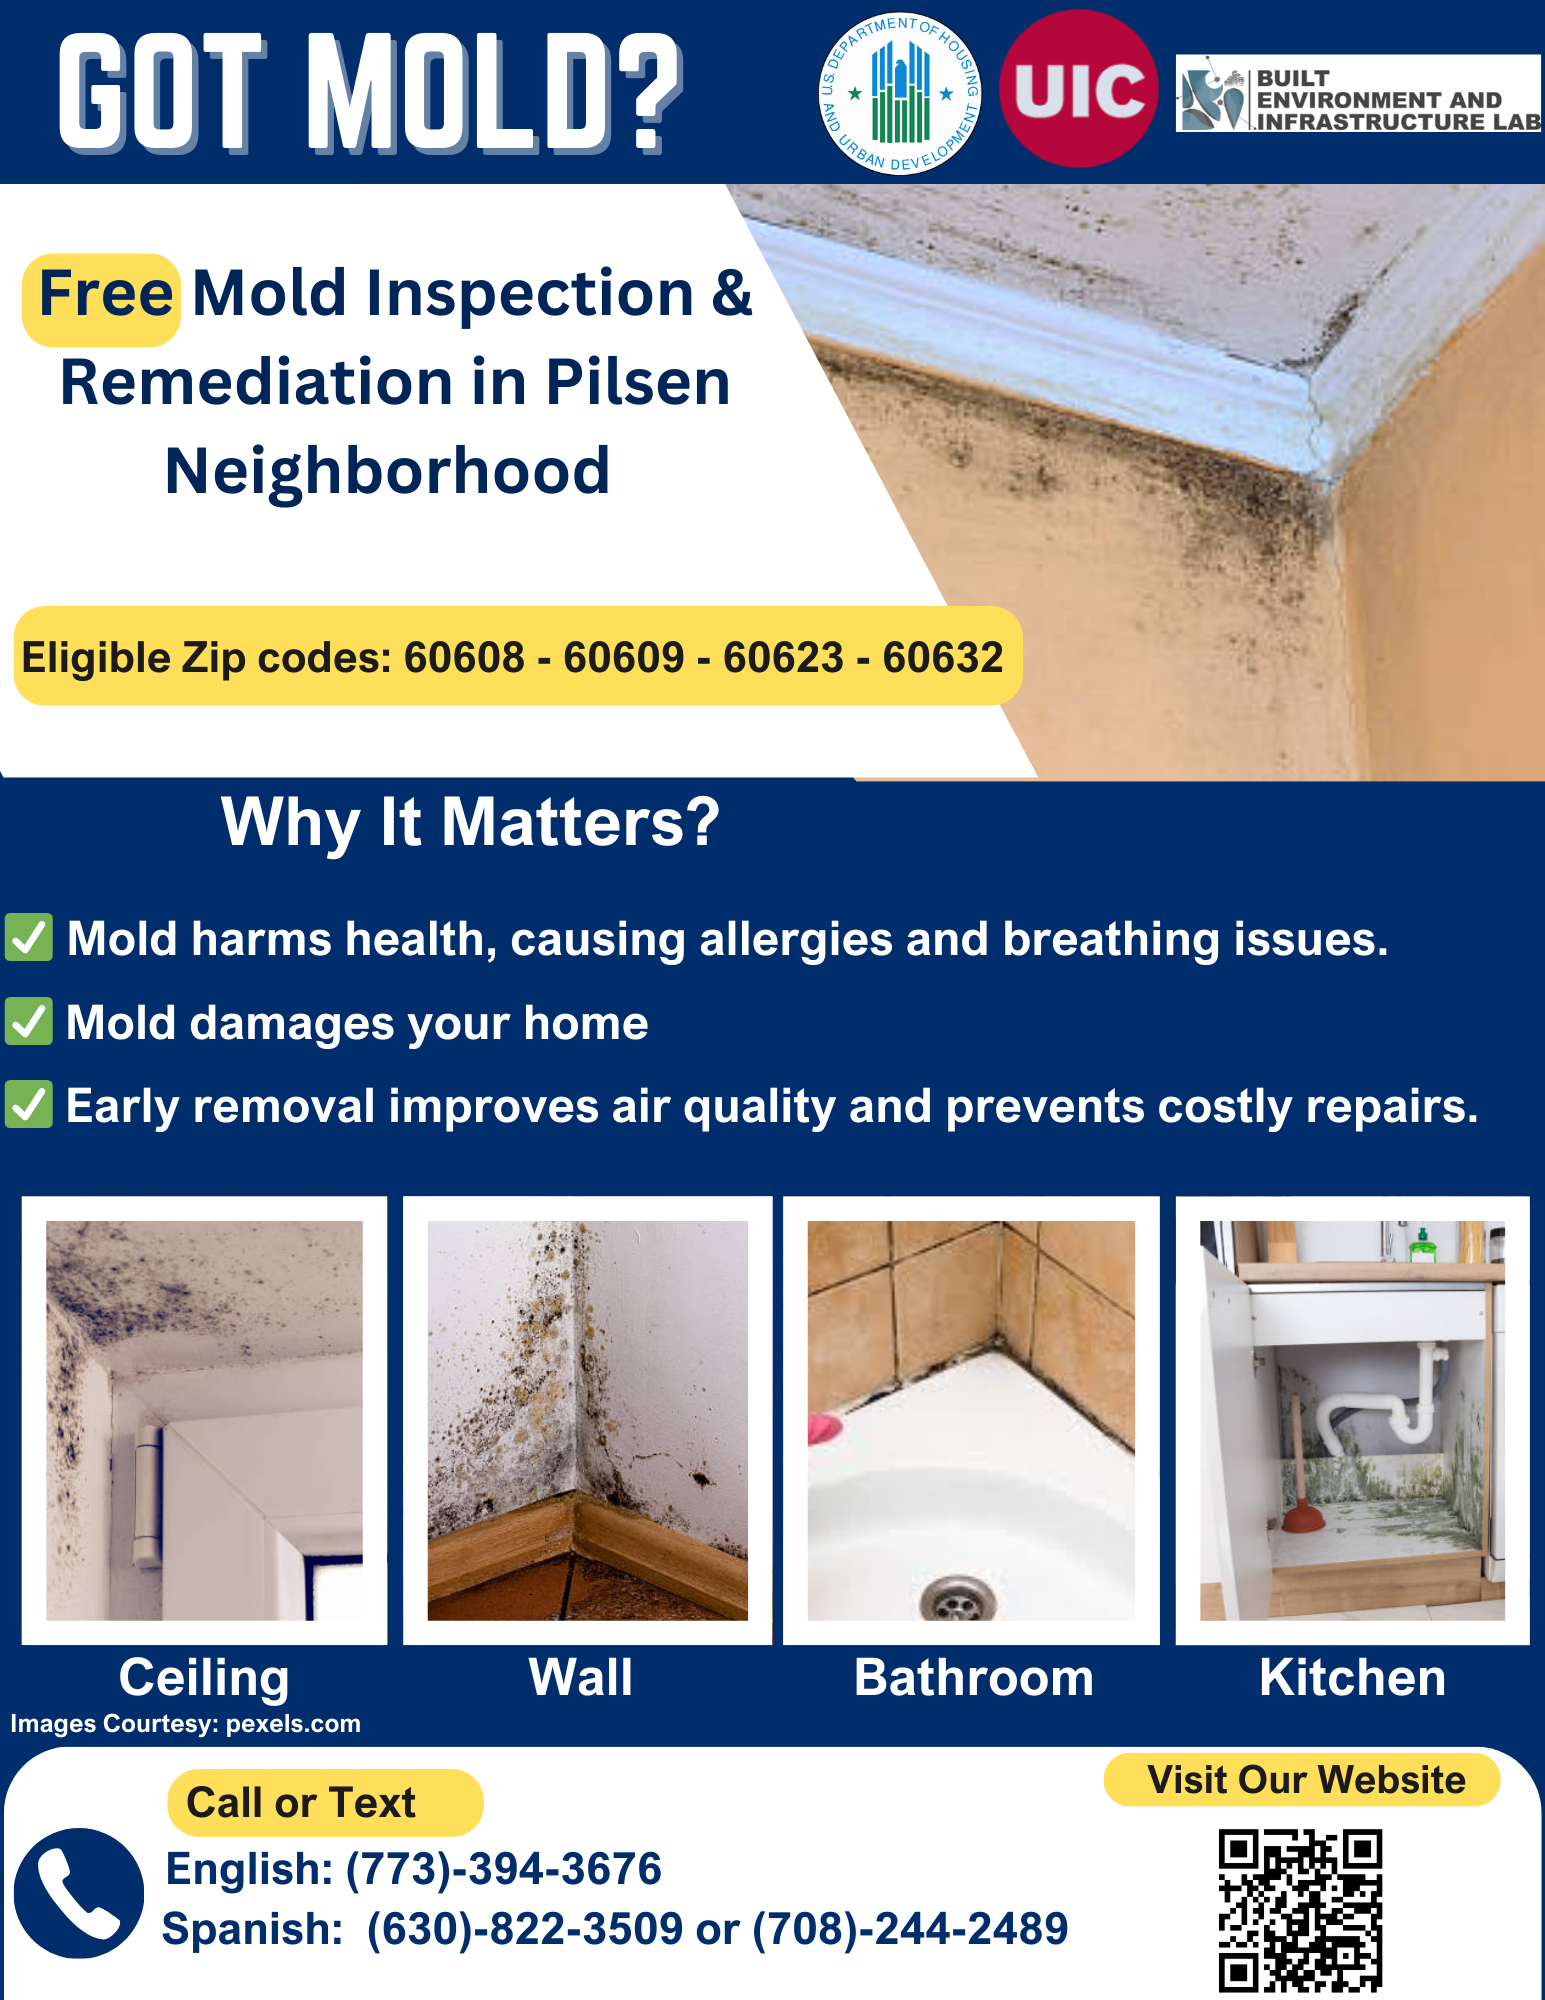 GOT MOLD?
U.S. DEPARTMENT OF HOUSING
AND URBAN DEVELOPMENT
UIC
BUILT
ENVIRONMENT AND
INFRASTRUCTURE LAB
Free Mold Inspection &
Remediation in Pilsen
Neighborhood
Eligible Zip codes: 60608 - 60609 - 60623 - 60632
Why It Matters?
✅ Mold harms health, causing allergies and breathing issues.
✅ Mold damages your home
✅ Early removal improves air quality and prevents costly repairs.
Ceiling
Wall
Bathroom
Kitchen
Images Courtesy: pexels.com
Call or Text
English: (773)-394-3676
Spanish: (630)-822-3509 or (708)-244-2489
Visit Our Website